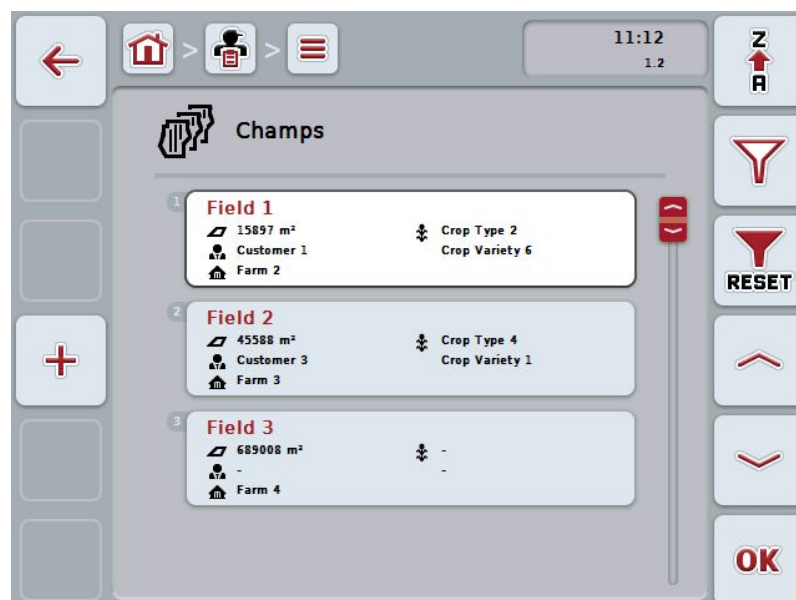 > >
11:12
1.2
Z
A
Champs
1
Field 1
15897 m²
Crop Type 2
Customer 1
Crop Variety 6
Farm 2
RESET
2
Field 2
45588 m²
Crop Type 4
Customer 3
Crop Variety 1
Farm 3
3
Field 3
689008 m²
-
-
-
Farm 4
OK